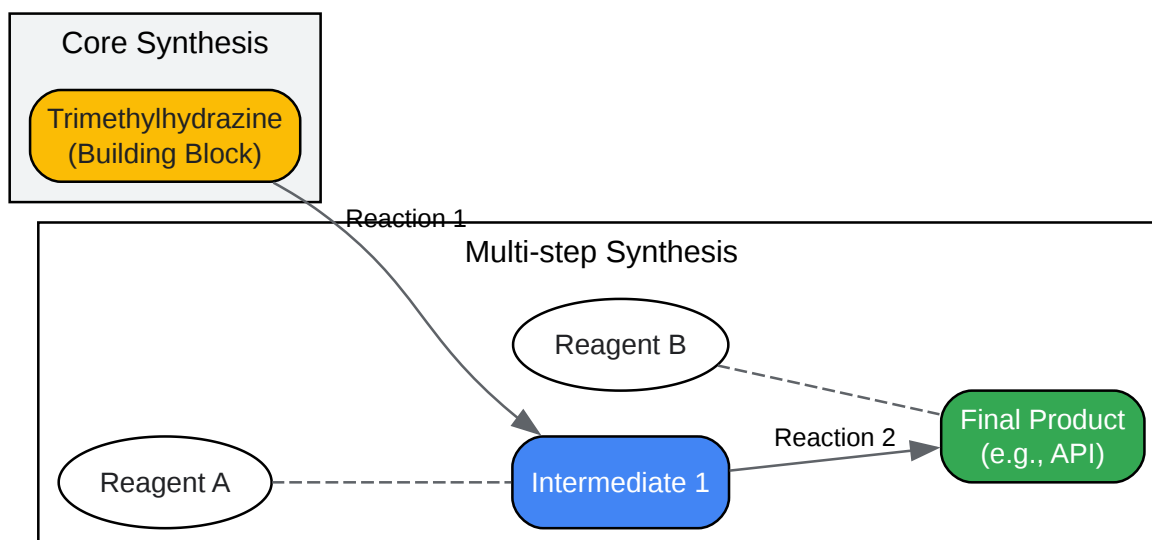 Core Synthesis
Trimethylhydrazine
(Building Block)
Reaction 1
Multi-step Synthesis
Reagent B
Final Product
(e.g., API)
Reaction 2
Reagent A
Intermediate 1